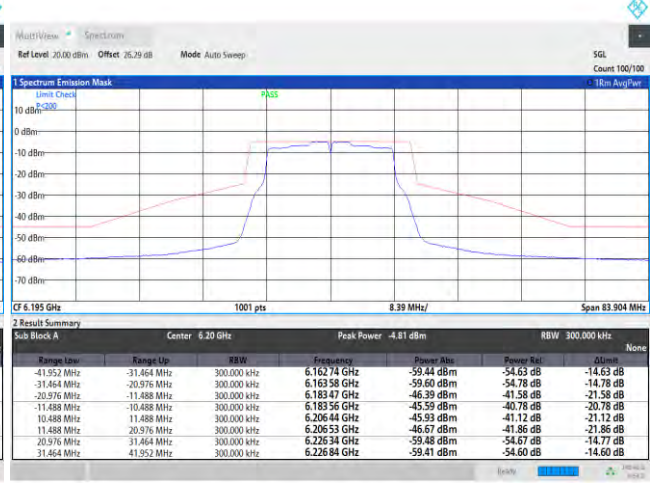 MultiView Spectrum
Ref Level 20.00 dBm Offset 26.29 dB Mode Auto Sweep SGL
Count 100/100
1 Spectrum Emission Mask 1Rm AvgPwr
Limit Check PASS
P<200
10 dBm
0 dBm
-10 dBm
-20 dBm
-30 dBm
-40 dBm
-50 dBm
-60 dBm
-70 dBm
CF 6.195 GHz 1001 pts 8.39 MHz/ Span 83.904 MHz
2 Result Summary
Sub Block A Center 6.20 GHz Peak Power -4.81 dBm RBW 300.000 kHz
None
Range Low Range Up RBW Frequency Power Abs Power Rel ΔLimit
-41.952 MHz -31.464 MHz 300.000 kHz 6.162 74 GHz -59.44 dBm -54.63 dB -14.63 dB
-31.464 MHz -20.976 MHz 300.000 kHz 6.163 58 GHz -59.60 dBm -54.78 dB -14.78 dB
-20.976 MHz -11.488 MHz 300.000 kHz 6.183 47 GHz -46.39 dBm -41.58 dB -21.58 dB
-11.488 MHz -10.488 MHz 300.000 kHz 6.183 56 GHz -45.59 dBm -40.78 dB -20.78 dB
10.488 MHz 11.488 MHz 300.000 kHz 6.206 44 GHz -45.93 dBm -41.12 dB -21.12 dB
11.488 MHz 20.976 MHz 300.000 kHz 6.206 53 GHz -46.67 dBm -41.86 dB -21.86 dB
20.976 MHz 31.464 MHz 300.000 kHz 6.226 34 GHz -59.48 dBm -54.67 dB -14.77 dB
31.464 MHz 41.952 MHz 300.000 kHz 6.226 84 GHz -59.41 dBm -54.60 dB -14.60 dB
Ready